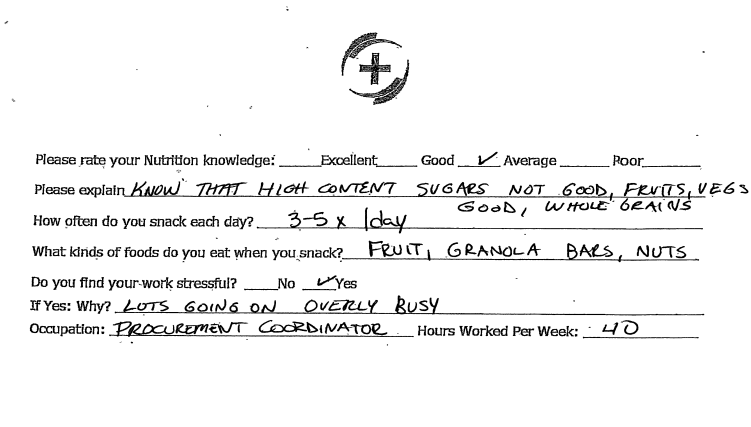 Please rate your Nutrition knowledge: _____Excellent_____ Good __✓_ Average _____ Poor_____
Please explain KNOW THAT HIGH CONTENT SUGARS NOT GOOD, FRUITS, VEGS
GOOD, WHOLE GRAINS
How often do you snack each day? 3-5 x /day
What kinds of foods do you eat when you snack? FRUIT, GRANOLA BARS, NUTS
Do you find your work stressful? ____No _✓_Yes
If Yes: Why? LOTS GOING ON OVERLY BUSY
Occupation: PROCUREMENT COORDINATOR Hours Worked Per Week: 40